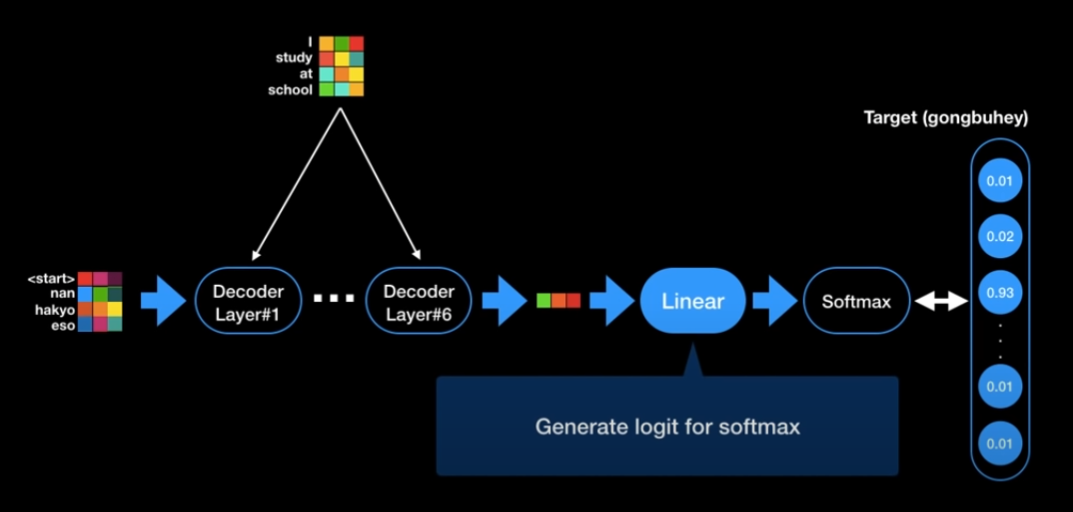 I
study
at
school
Target (gongbuhey)
0.01
0.02
0.93
0.01
0.01
<start>
nan
hakyo
eso
Decoder
Layer#1
Decoder
Layer#6
Linear
Softmax
Generate logit for softmax